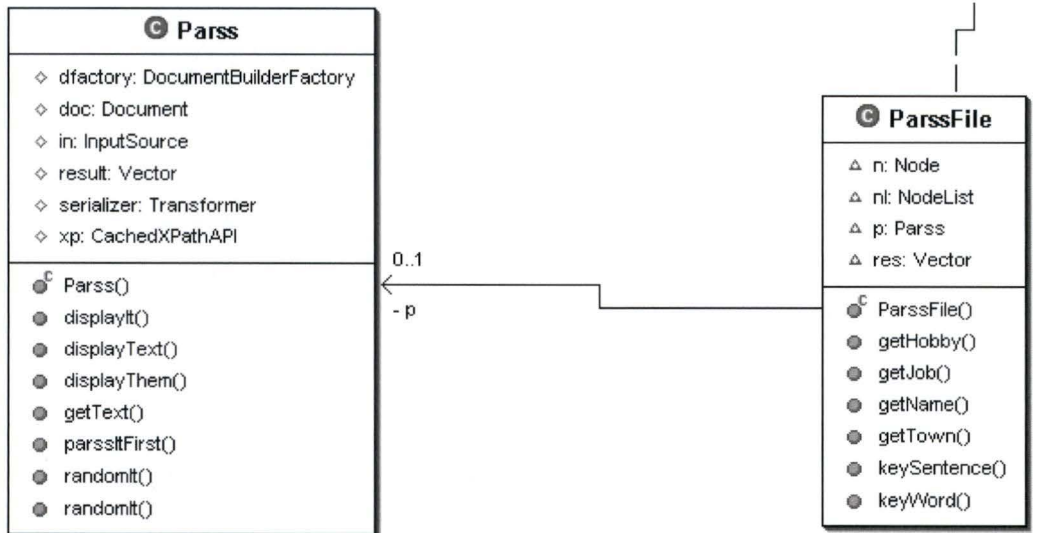 C Parss
dfactory: DocumentBuilderFactory
doc: Document
in: InputSource
result: Vector
serializer: Transformer
xp: CachedXPathAPI
C Parss()
displayIt()
displayText()
displayThem()
getText()
parssItFirst()
randomIt()
randomIt()
0..1
- p
C ParssFile
n: Node
nl: NodeList
p: Parss
res: Vector
C ParssFile()
getHobby()
getJob()
getName()
getTown()
keySentence()
keyWord()